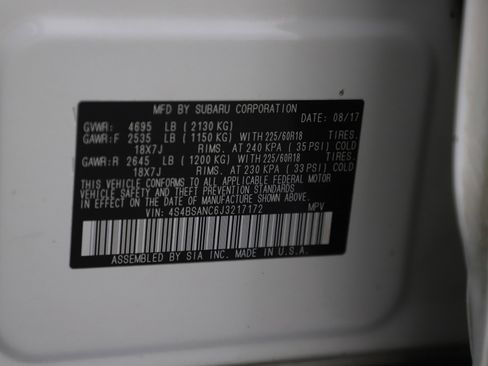 MFD BY SUBARU CORPORATION
GVWR: 4695 LB ( 2130 KG) DATE: 08/17
GAWR:F 2535 LB ( 1150 KG) WITH 225/60R18 TIRES,
18X7J RIMS. AT 240 KPA ( 35 PSI) COLD
GAWR:R 2645 LB ( 1200 KG) WITH 225/60R18 TIRES,
18X7J RIMS. AT 230 KPA ( 33 PSI) COLD
THIS VEHICLE CONFORMS TO ALL APPLICABLE FEDERAL MOTOR
VEHICLE SAFETY AND THEFT PREVENTION STANDARDS
IN EFFECT ON THE DATE OF MANUFACTURE SHOWN ABOVE.
VIN: 4S4BSANC6J3217172 MPV
ASSEMBLED BY SIA INC. MADE IN U.S.A.